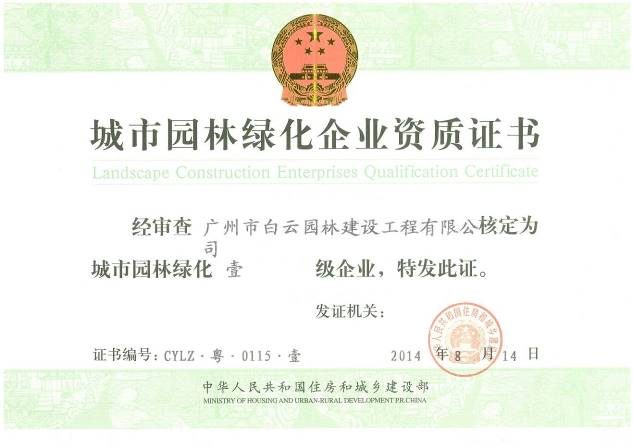 城市园林绿化企业资质证书
Landscape Construction Enterprises Qualification Certificate
经审查 广州市白云园林建设工程有限公核定为
司
城市园林绿化 壹 级企业，特发此证。
发证机关：
证书编号：CYLZ·粤·0115·壹 2014 年 8 月 14 日
中华人民共和国住房和城乡建设部
MINISTRY OF HOUSING AND URBAN-RURAL DEVELOPMENT P.R.CHINA